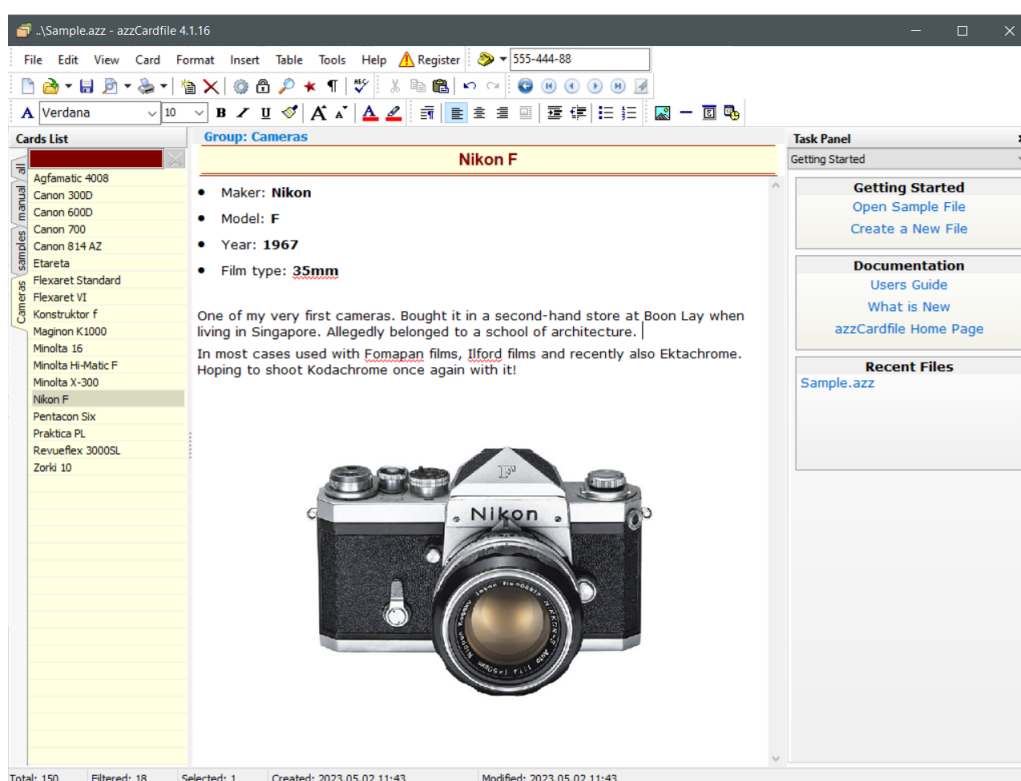 ..\Sample.azz - azzCardfile 4.1.16
File Edit View Card Format Insert Table Tools Help Register 555-444-88
A Verdana 10 B I U A A A
Cards List
Group: Cameras
Task Panel
Nikon F
Getting Started
all
manual
samples
Cameras
Agfamatic 4008
Canon 300D
Canon 600D
Canon 700
Canon 814 AZ
Etareta
Flexaret Standard
Flexaret VI
Konstruktor f
Maginon K1000
Minolta 16
Minolta Hi-Matic F
Minolta X-300
Nikon F
Pentacon Six
Praktica PL
Revueflex 3000SL
Zorki 10
• Maker: Nikon
• Model: F
• Year: 1967
• Film type: 35mm
One of my very first cameras. Bought it in a second-hand store at Boon Lay when
living in Singapore. Allegedly belonged to a school of architecture.
In most cases used with Fomapan films, Ilford films and recently also Ektachrome.
Hoping to shoot Kodachrome once again with it!
F
Nikon
Getting Started
Open Sample File
Create a New File
Documentation
Users Guide
What is New
azzCardfile Home Page
Recent Files
Sample.azz
Total: 150 Filtered: 18 Selected: 1 Created: 2023.05.02 11:43 Modified: 2023.05.02 11:43